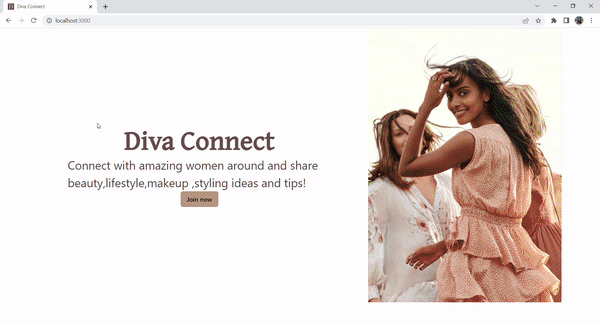 Diva Connect
localhost:3000
Diva Connect
Connect with amazing women around and share
beauty,lifestyle,makeup ,styling ideas and tips!
Join now